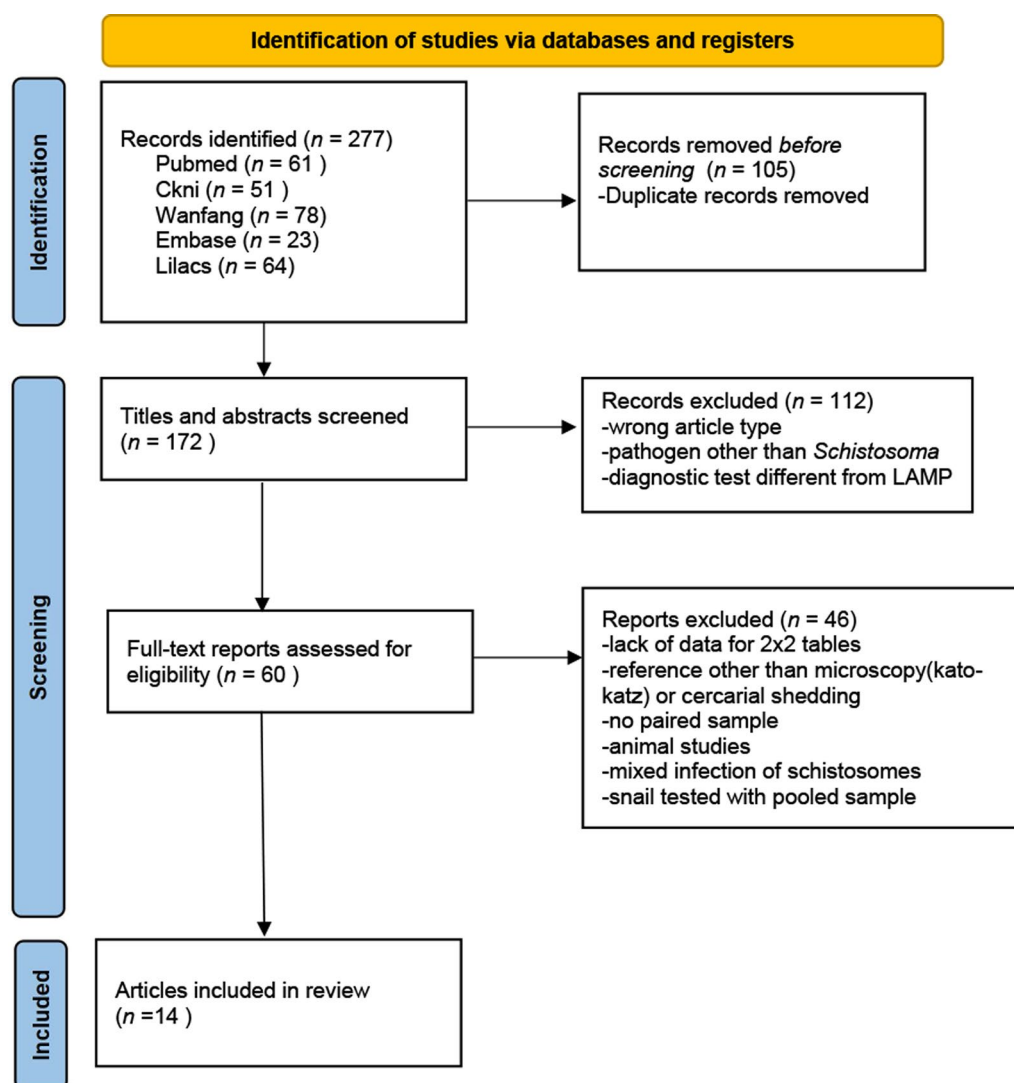 Identification of studies via databases and registers
Identification
Records identified (n = 277)
Pubmed (n = 61 )
Ckni (n = 51 )
Wanfang (n = 78)
Embase (n = 23)
Lilacs (n = 64)
Records removed before
screening (n = 105)
-Duplicate records removed
Screening
Titles and abstracts screened
(n = 172 )
Records excluded (n = 112)
-wrong article type
-pathogen other than Schistosoma
-diagnostic test different from LAMP
Full-text reports assessed for
eligibility (n = 60 )
Reports excluded (n = 46)
-lack of data for 2x2 tables
-reference other than microscopy(kato-
katz) or cercarial shedding
-no paired sample
-animal studies
-mixed infection of schistosomes
-snail tested with pooled sample
Included
Articles included in review
(n =14 )